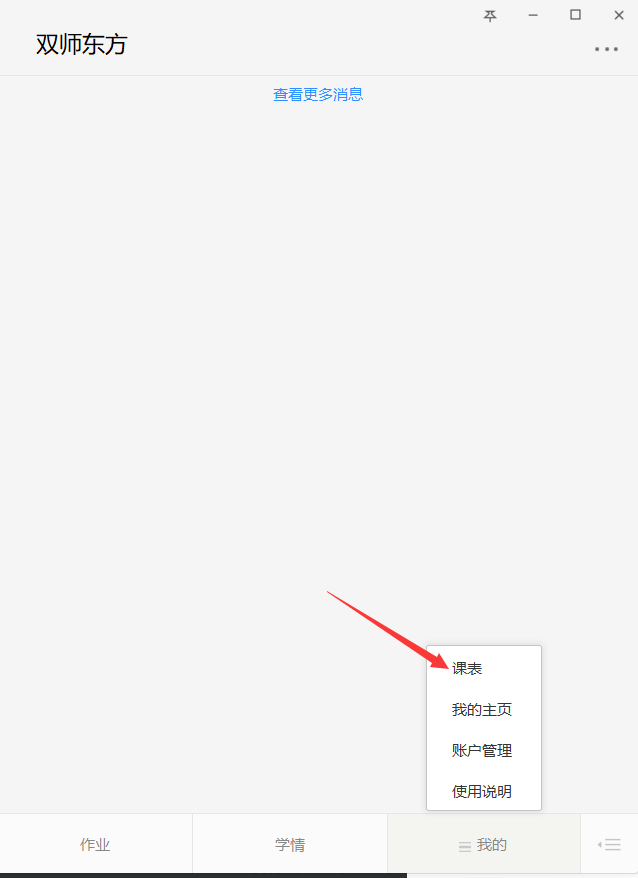 双师东方
查看更多消息
课表
我的主页
账户管理
使用说明
作业
学情
我的